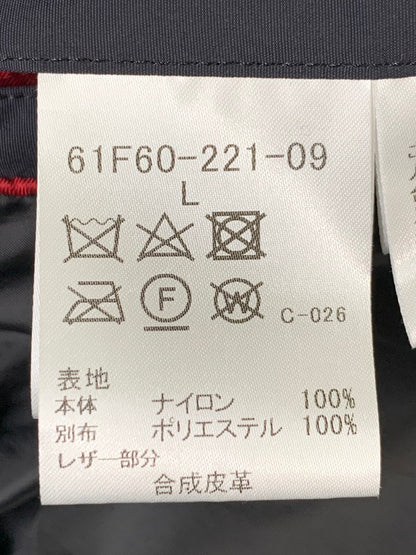 61F60-221-09
L
F
W
C-026
表地
本体 ナイロン 100%
別布 ポリエステル 100%
レザー部分
合成皮革